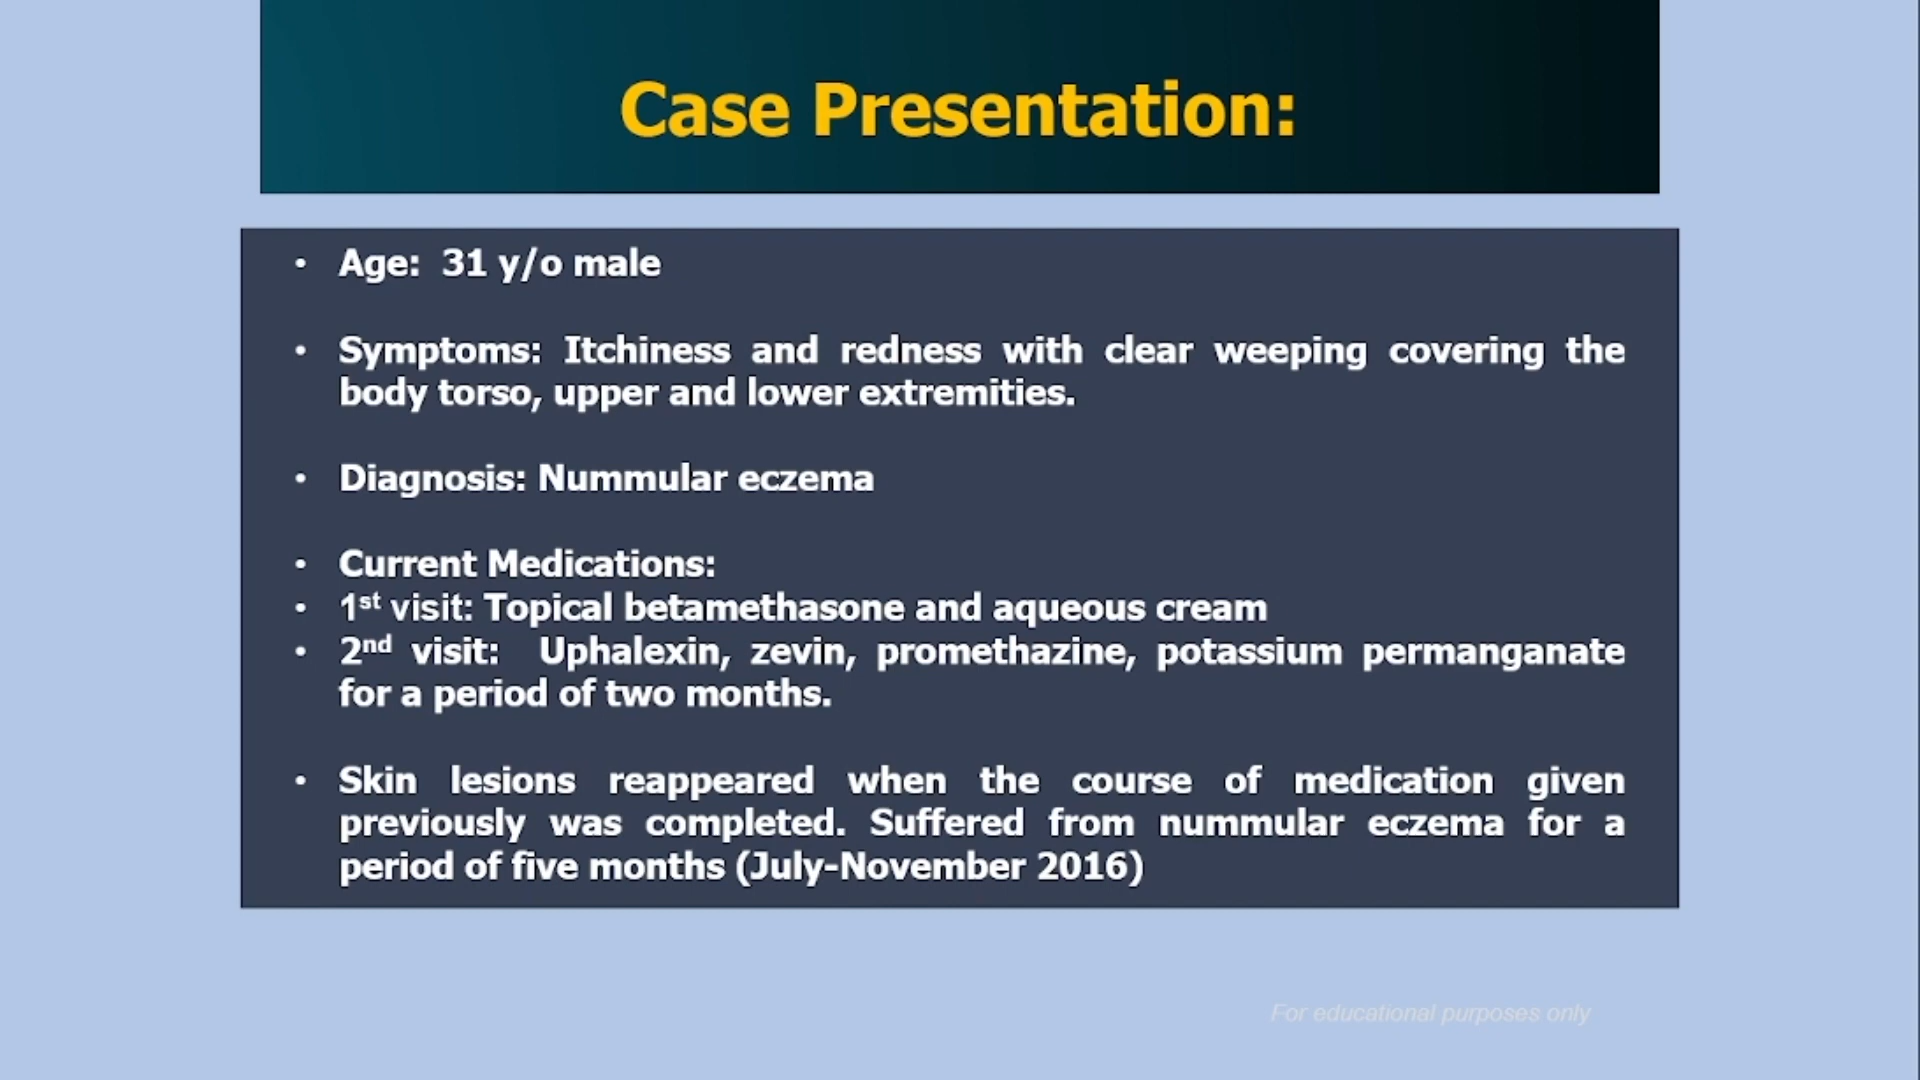 Case Presentation:
• Age: 31 y/o male
• Symptoms: Itchiness and redness with clear weeping covering the
body torso, upper and lower extremities.
• Diagnosis: Nummular eczema
• Current Medications:
• 1st visit: Topical betamethasone and aqueous cream
• 2nd visit: Uphalexin, zevin, promethazine, potassium permanganate
for a period of two months.
• Skin lesions reappeared when the course of medication given
previously was completed. Suffered from nummular eczema for a
period of five months (July-November 2016)
For educational purposes only